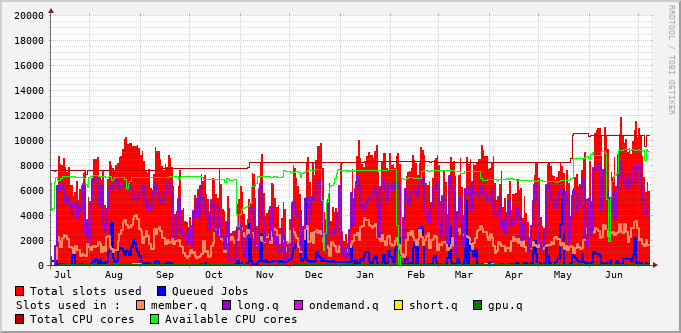 20000
18000
16000
14000
12000
10000
8000
6000
4000
2000
0
Jul Aug Sep Oct Nov Dec Jan Feb Mar Apr May Jun
Total slots used Queued Jobs
Slots used in : member.q long.q ondemand.q short.q gpu.q
Total CPU cores Available CPU cores
RRDTOOL / TOBI OETIKER